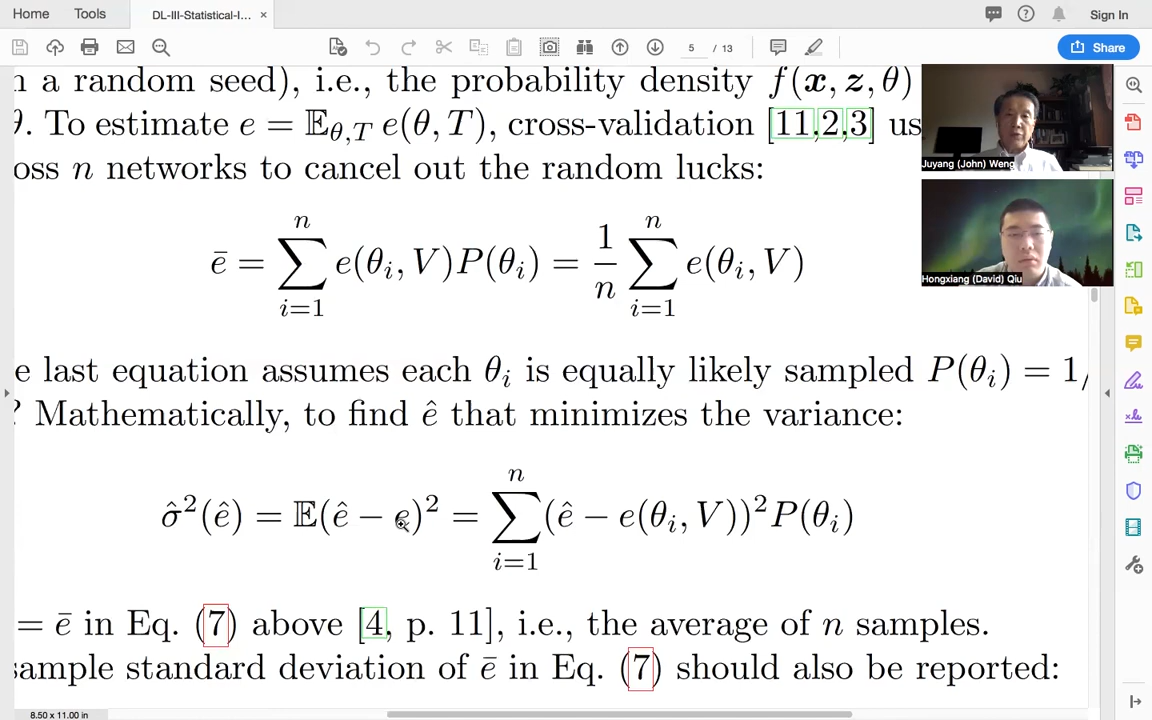 Home Tools DL-III-Statistical-I... × Sign In
5 / 13 Share
n a random seed), i.e., the probability density f(x, z, θ)
θ. To estimate e = 𝔼θ,T e(θ, T), cross-validation [11,2,3] us
oss n networks to cancel out the random lucks:
Juyang (John) Weng
ē = ∑ⁿᵢ₌₁ e(θᵢ, V)P(θᵢ) = 1/n ∑ⁿᵢ₌₁ e(θᵢ, V)
Hongxiang (David) Qiu
e last equation assumes each θᵢ is equally likely sampled P(θᵢ) = 1/
? Mathematically, to find ê that minimizes the variance:
σ̂²(ê) = 𝔼(ê − e)² = ∑ⁿᵢ₌₁ (ê − e(θᵢ, V))²P(θᵢ)
= ē in Eq. (7) above [4, p. 11], i.e., the average of n samples.
sample standard deviation of ē in Eq. (7) should also be reported:
8.50 x 11.00 in